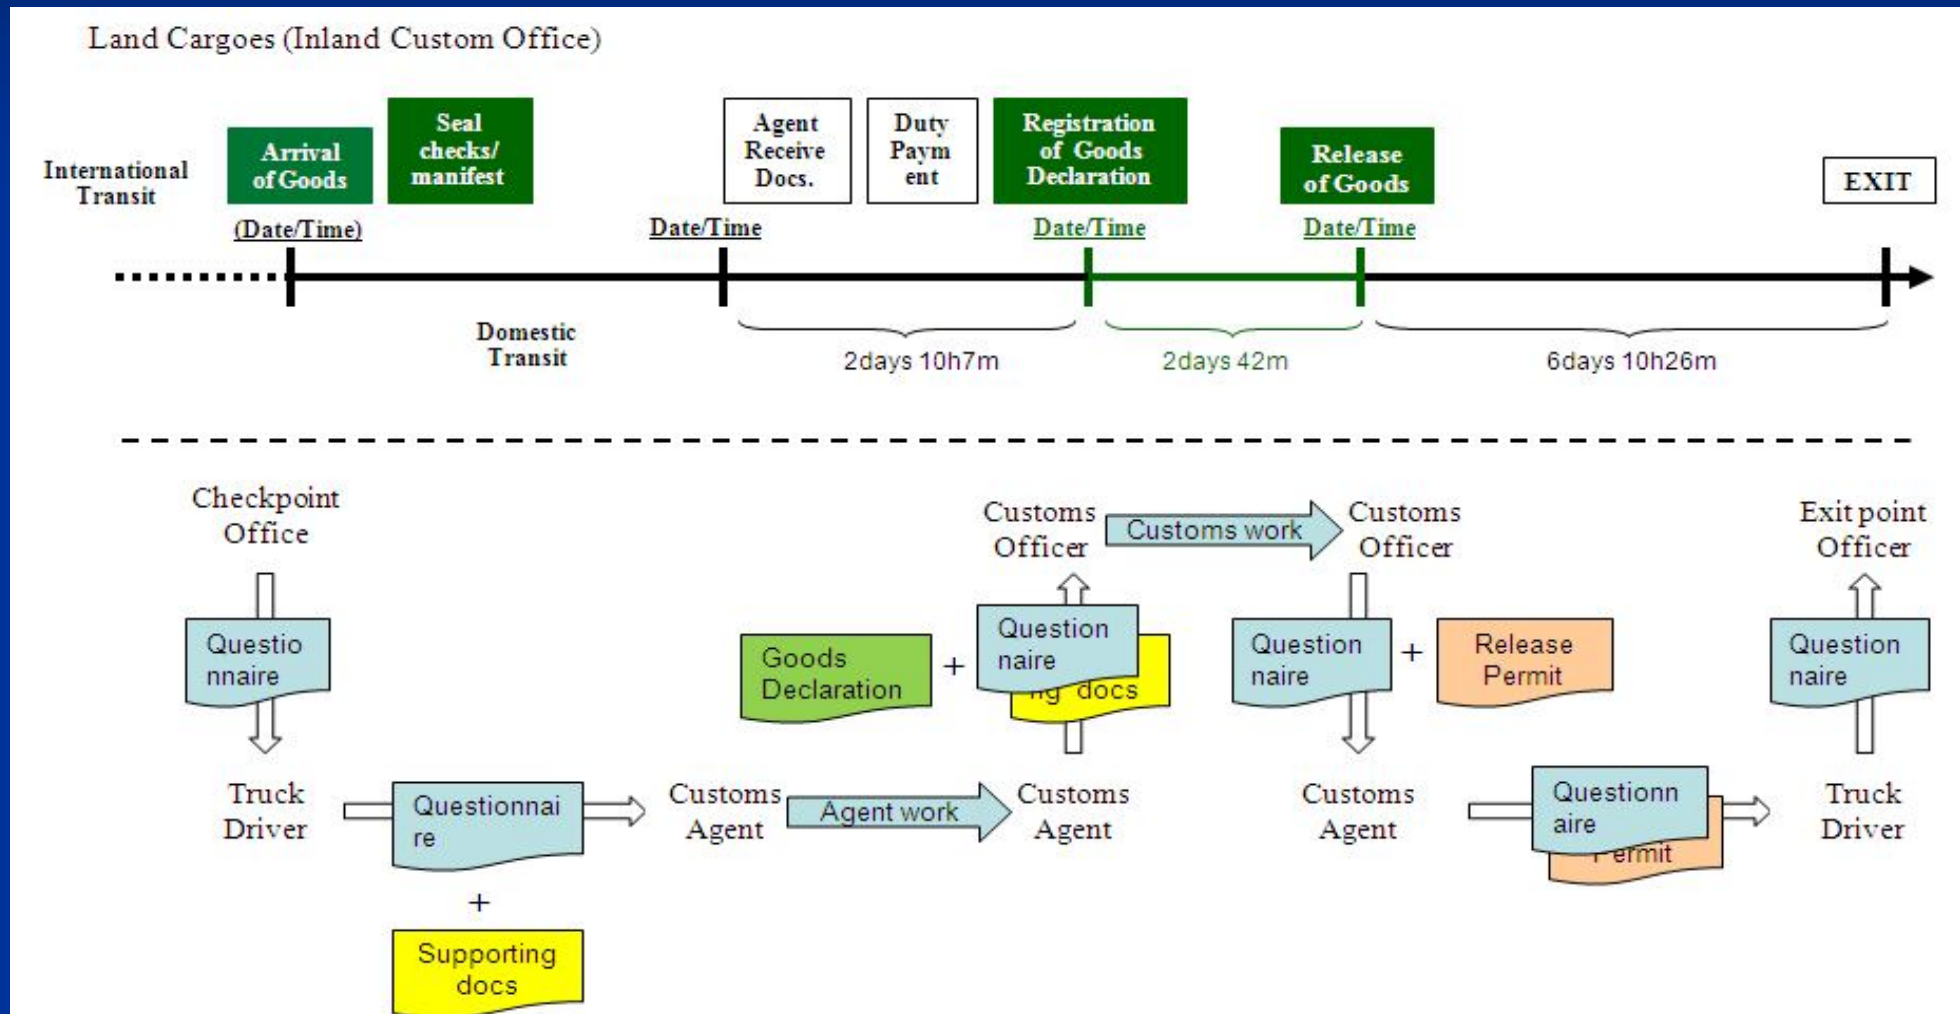 Land Cargoes (Inland Custom Office)
International
Transit
Arrival
of Goods
Seal
checks/
manifest
Agent
Receive
Docs.
Duty
Paym
ent
Registration
of Goods
Declaration
Release
of Goods
EXIT
(Date/Time)
Date/Time
Date/Time
Date/Time
Domestic
Transit
2days 10h7m
2days 42m
6days 10h26m
Checkpoint
Office
Customs
Officer
Customs work
Customs
Officer
Exit point
Officer
Questio
nnaire
Goods
Declaration
+
Question
naire
ng docs
Question
naire
+
Release
Permit
Question
naire
Truck
Driver
Questionnai
re
Customs
Agent
Agent work
Customs
Agent
Customs
Agent
Questionn
aire
Permit
Truck
Driver
+
Supporting
docs